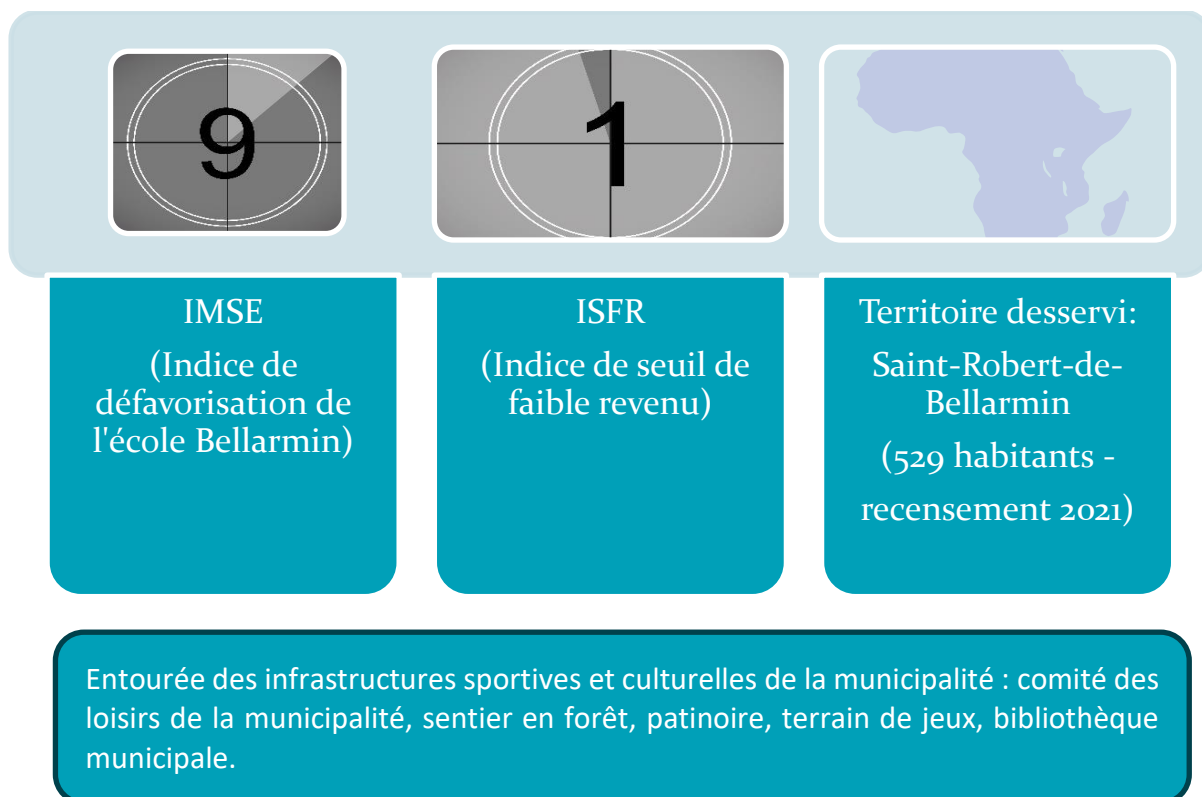 9
1
IMSE
(Indice de
défavorisation de
l'école Bellarmin)
ISFR
(Indice de seuil de
faible revenu)
Territoire desservi:
Saint-Robert-de-
Bellarmin
(529 habitants -
recensement 2021)
Entourée des infrastructures sportives et culturelles de la municipalité : comité des
loisirs de la municipalité, sentier en forêt, patinoire, terrain de jeux, bibliothèque
municipale.